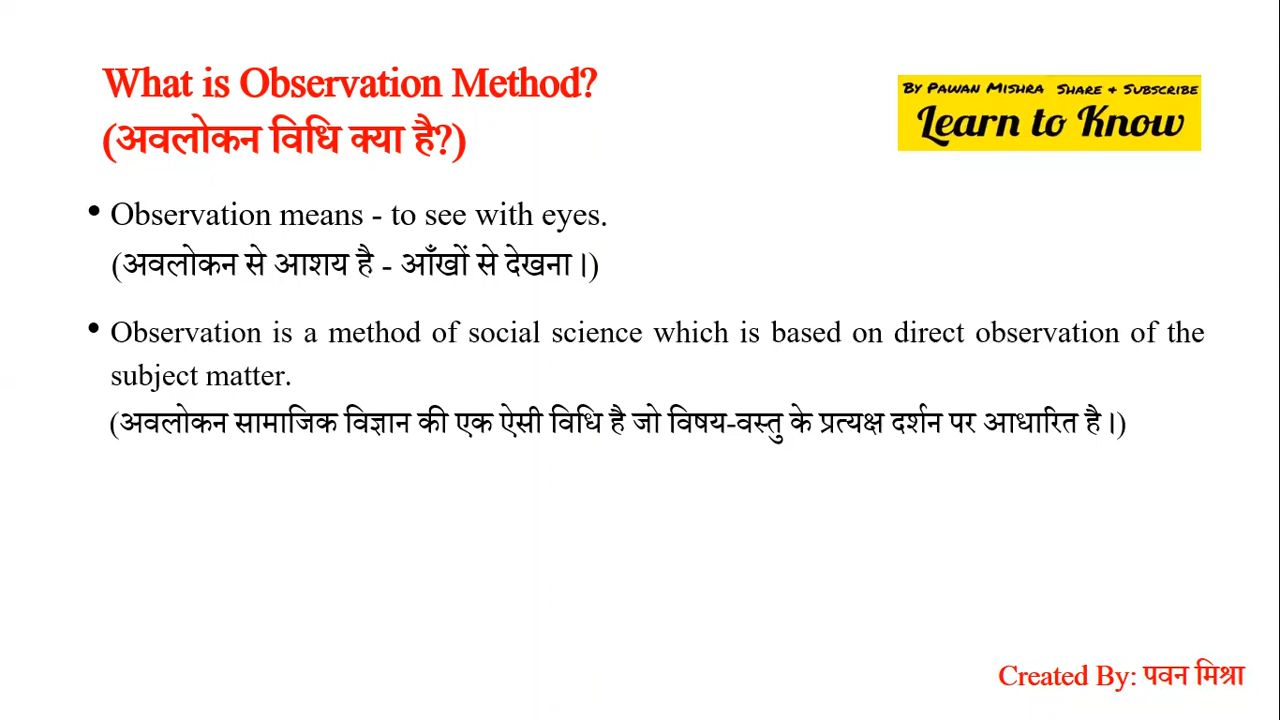 What is Observation Method?
(अवलोकन विधि क्या है?)
By Pawan Mishra Share & Subscribe
Learn to Know
• Observation means - to see with eyes.
(अवलोकन से आशय है - आँखों से देखना।)
• Observation is a method of social science which is based on direct observation of the
subject matter.
(अवलोकन सामाजिक विज्ञान की एक ऐसी विधि है जो विषय-वस्तु के प्रत्यक्ष दर्शन पर आधारित है।)
Created By: पवन मिश्रा